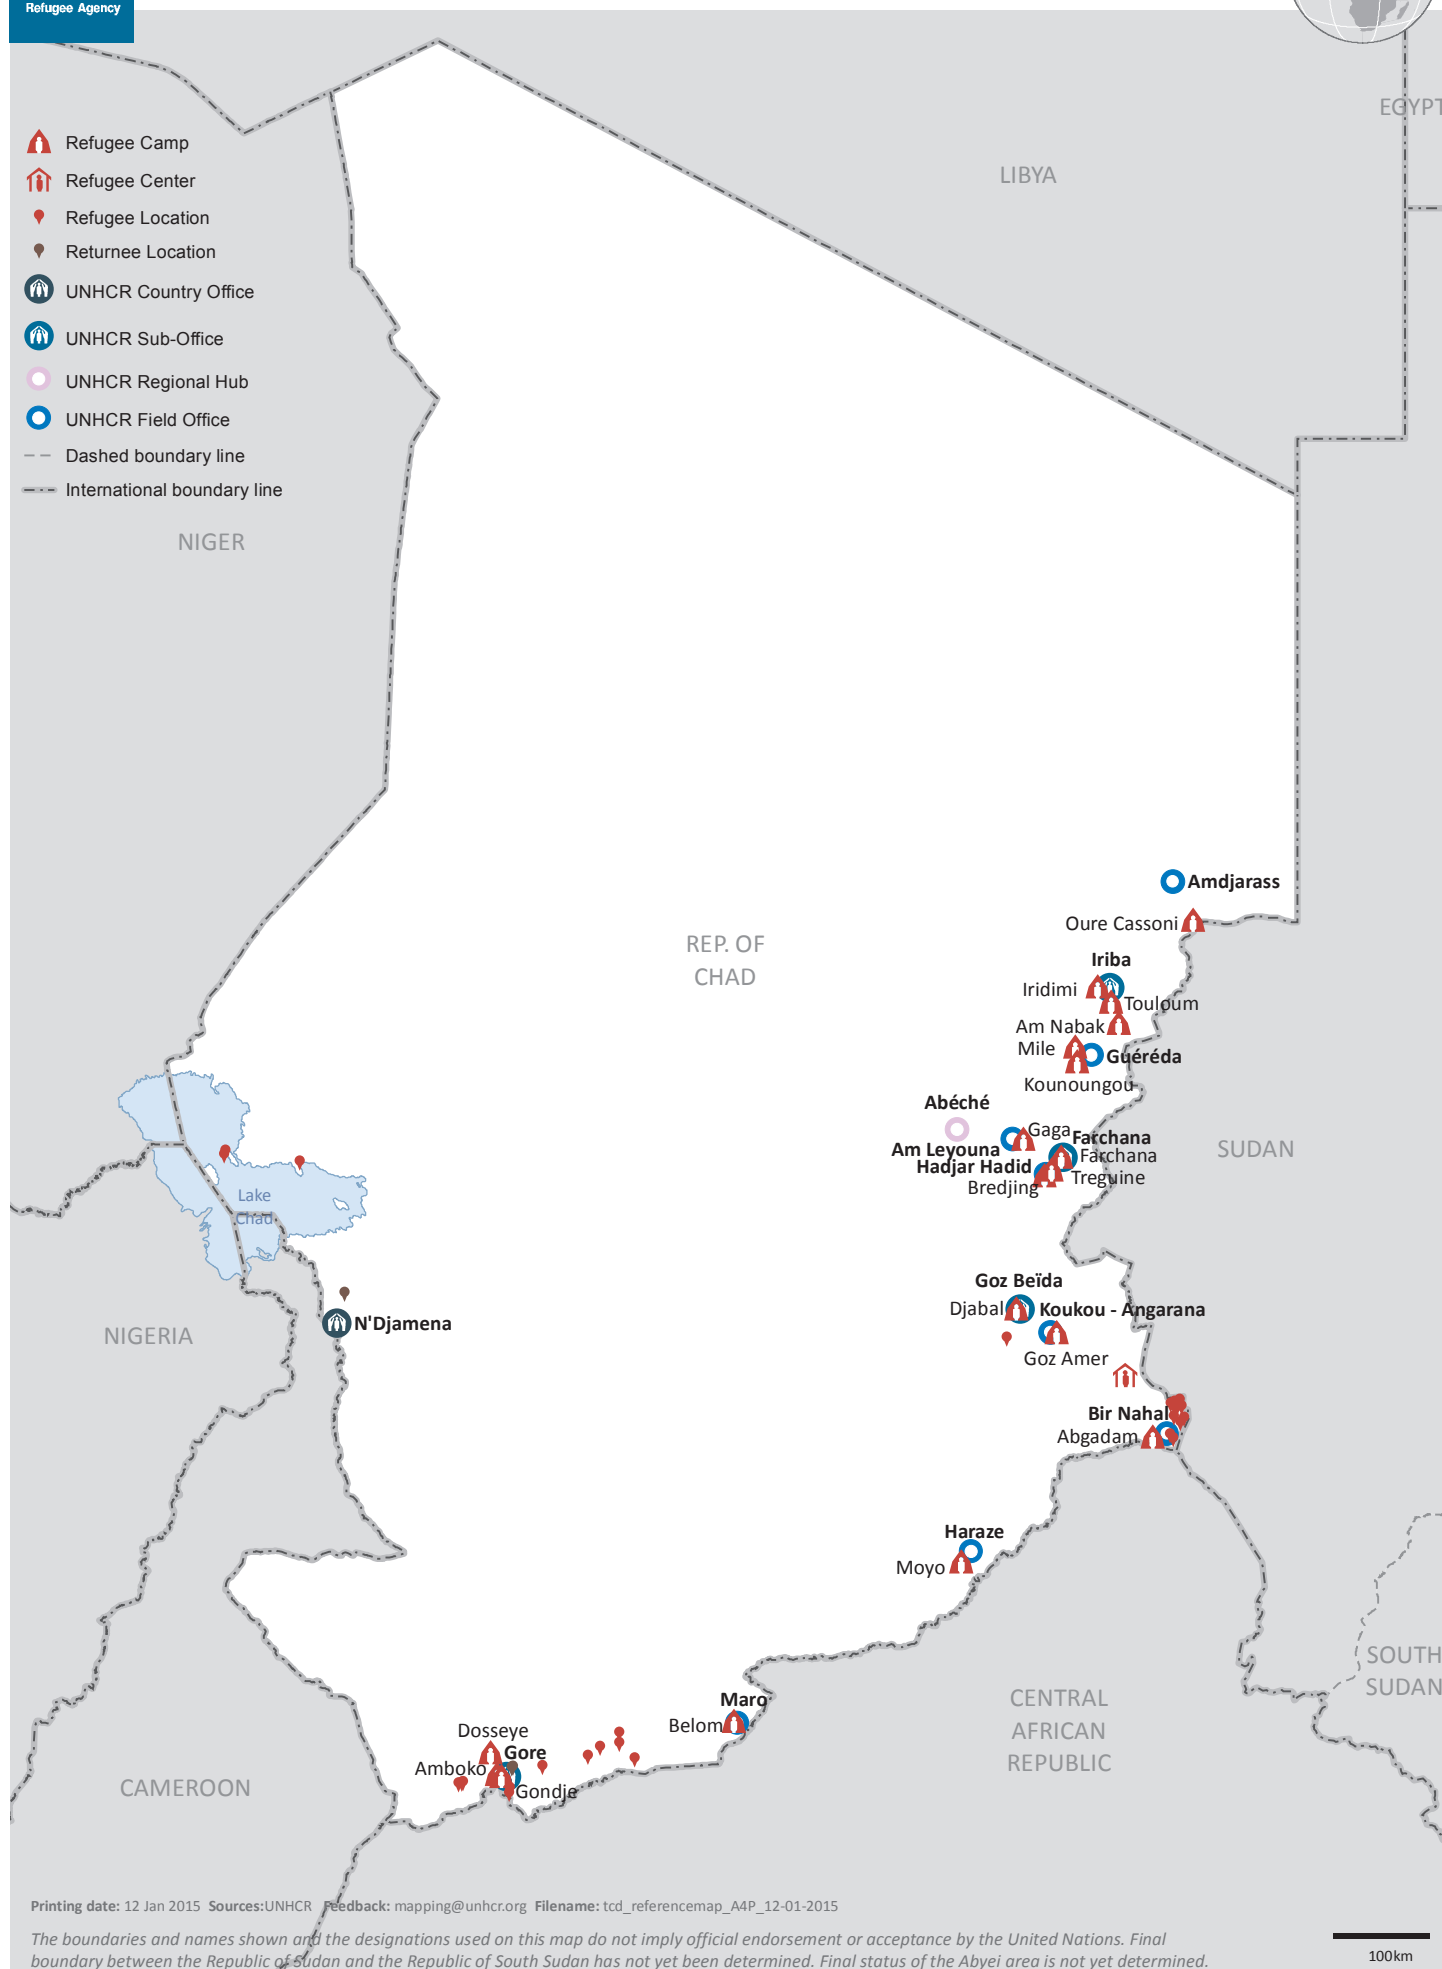 Refugee Agency
EGYPT
LIBYA
Refugee Camp
Refugee Center
Refugee Location
Returnee Location
UNHCR Country Office
UNHCR Sub-Office
UNHCR Regional Hub
UNHCR Field Office
Dashed boundary line
International boundary line
NIGER
Amdjarass
Oure Cassoni
REP. OF
CHAD
Iriba
Iridimi
Touloum
Am Nabak
Mile
Guéréda
Kounoungou
Abéché
Gaga
Am Leyouna
Farchana
Farchana
Hadjar Hadid
Treguine
Bredjing
SUDAN
Lake
Chad
Goz Beïda
Djabal
Koukou - Angarana
N'Djamena
NIGERIA
Goz Amer
Bir Nahal
Abgadam
Haraze
Moyo
SOUTH
SUDAN
CENTRAL
AFRICAN
REPUBLIC
Maro
Belom
Dosseye
Gore
Amboko
Gondje
CAMEROON
Printing date: 12 Jan 2015 Sources:UNHCR Feedback: mapping@unhcr.org Filename: tcd_referencemap_A4P_12-01-2015
The boundaries and names shown and the designations used on this map do not imply official endorsement or acceptance by the United Nations. Final
boundary between the Republic of Sudan and the Republic of South Sudan has not yet been determined. Final status of the Abyei area is not yet determined.
100km